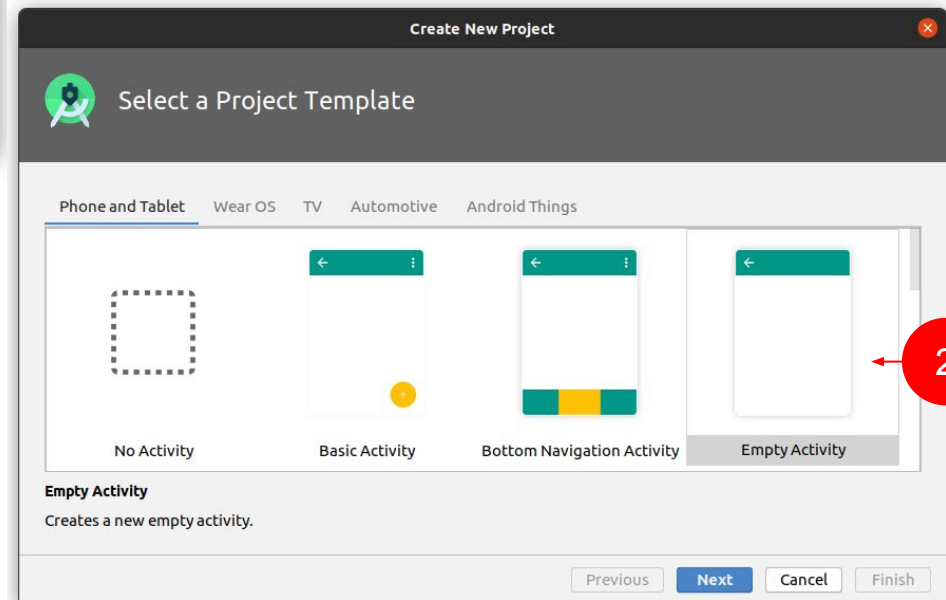 Create New Project
Select a Project Template
Phone and Tablet Wear OS TV Automotive Android Things
No Activity Basic Activity Bottom Navigation Activity Empty Activity
2
Empty Activity
Creates a new empty activity.
Previous Next Cancel Finish